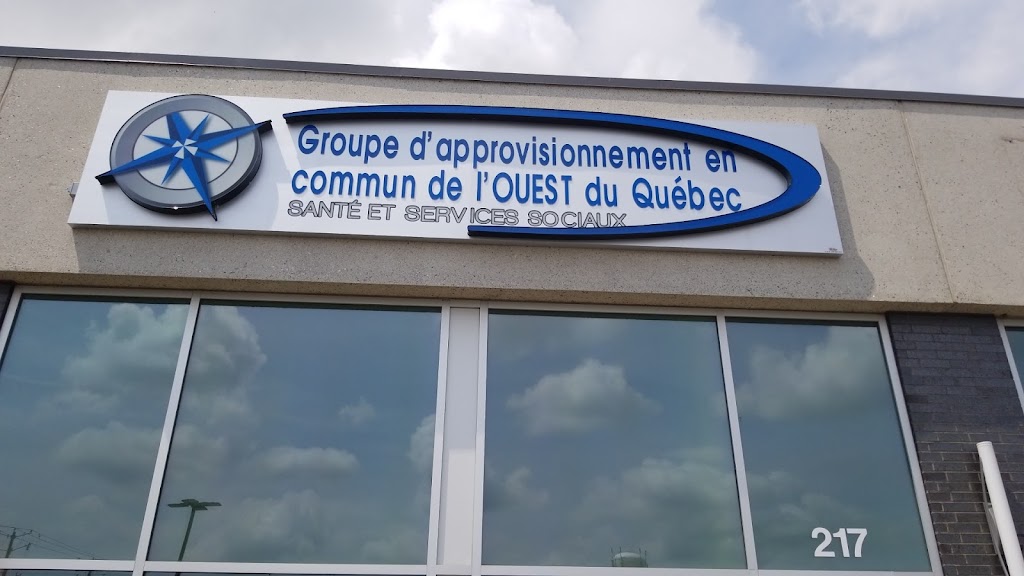 Groupe d'approvisionnement en
commun de l'OUEST du Québec
SANTÉ ET SERVICES SOCIAUX
217